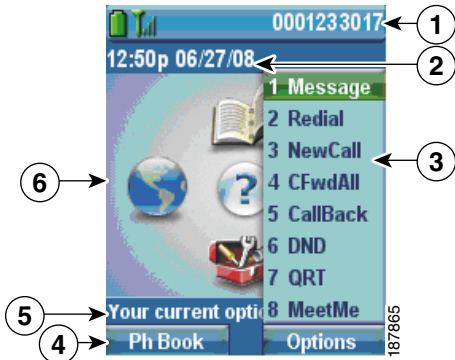 0001233017
1
12:50p 06/27/08
2
1 Message
2 Redial
3 NewCall
3
4 CFwdAll
5 CallBack
6 DND
7 QRT
8 MeetMe
6
?
5
Your current optio
4
Ph Book
Options
187865